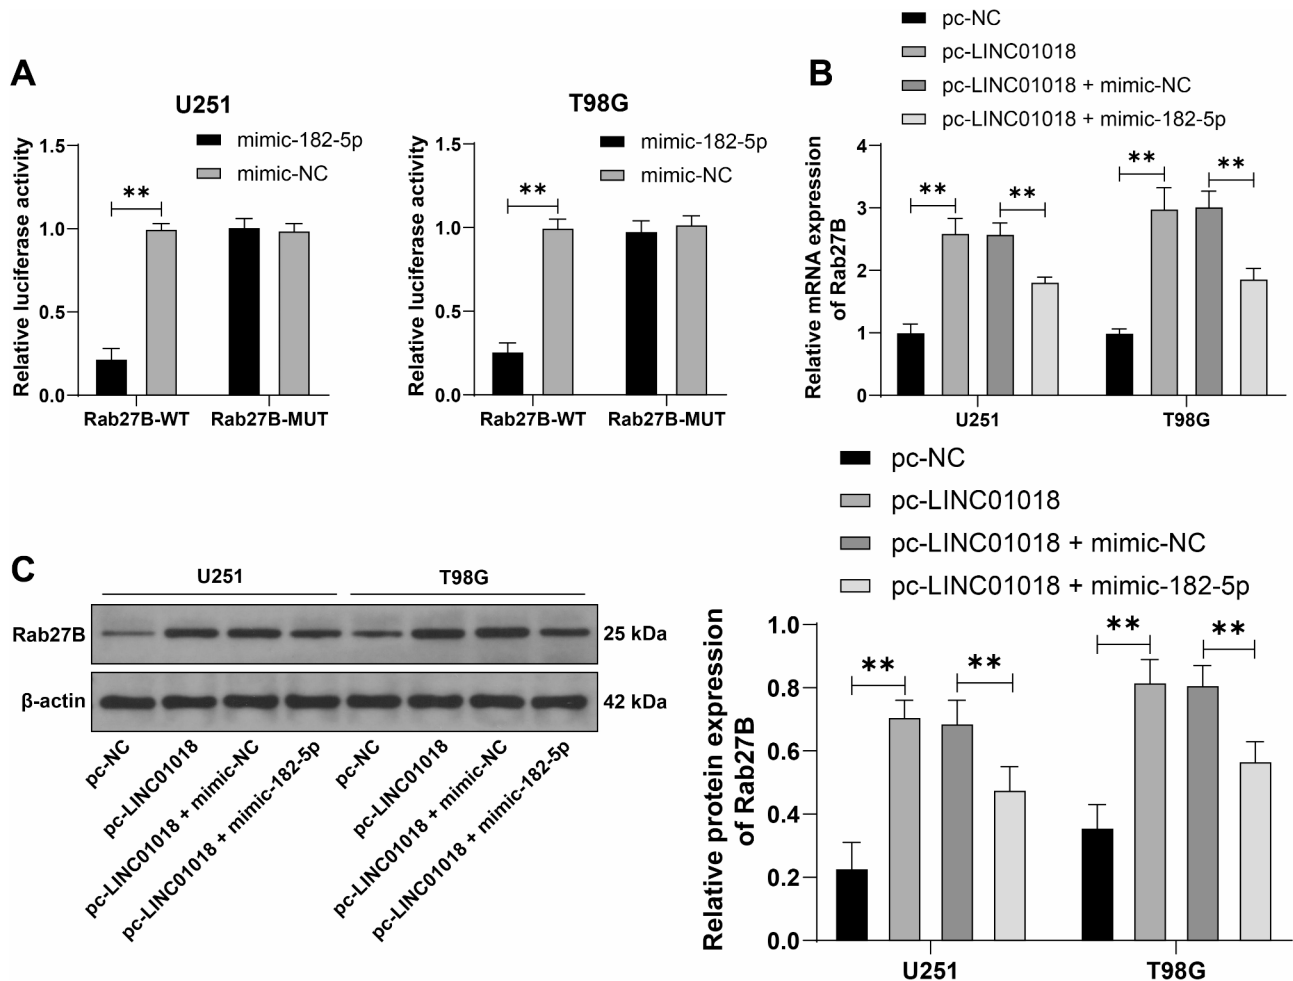 A
U251
mimic-182-5p
mimic-NC
Relative luciferase activity
1.5
1.0
0.5
0.0
**
Rab27B-WT
Rab27B-MUT
T98G
mimic-182-5p
mimic-NC
Relative luciferase activity
1.5
1.0
0.5
0.0
**
Rab27B-WT
Rab27B-MUT
B
pc-NC
pc-LINC01018
pc-LINC01018 + mimic-NC
pc-LINC01018 + mimic-182-5p
Relative mRNA expression
of Rab27B
4
3
2
1
0
**
**
**
**
U251
T98G
C
U251
T98G
Rab27B
25 kDa
β-actin
42 kDa
pc-NC
pc-LINC01018
pc-LINC01018 + mimic-NC
pc-LINC01018 + mimic-182-5p
pc-NC
pc-LINC01018
pc-LINC01018 + mimic-NC
pc-LINC01018 + mimic-182-5p
pc-NC
pc-LINC01018
pc-LINC01018 + mimic-NC
pc-LINC01018 + mimic-182-5p
Relative protein expression
of Rab27B
1.0
0.8
0.6
0.4
0.2
0.0
**
**
**
**
U251
T98G